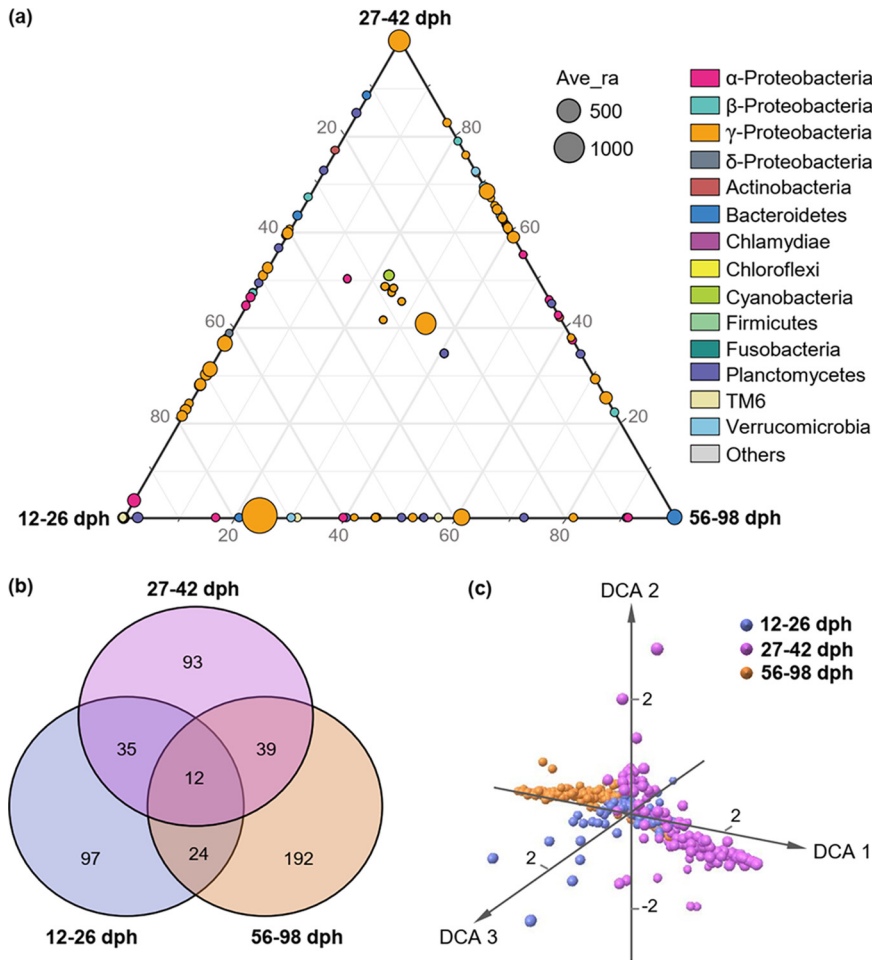 (a)
27-42 dph
Ave_ra
500
1000
α-Proteobacteria
β-Proteobacteria
γ-Proteobacteria
δ-Proteobacteria
Actinobacteria
Bacteroidetes
Chlamydiae
Chloroflexi
Cyanobacteria
Firmicutes
Fusobacteria
Planctomycetes
TM6
Verrucomicrobia
Others
20 80
40 60
60 40
80 20
12-26 dph 56-98 dph
20 40 60 80
(b)
27-42 dph
93
35 39
12
97 24 192
12-26 dph 56-98 dph
(c)
DCA 2
12-26 dph
27-42 dph
56-98 dph
2
2
DCA 1
2
-2
DCA 3